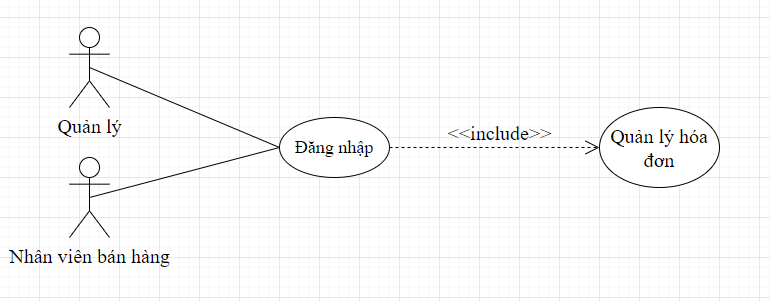 Quản lý
Đăng nhập
<<include>>
Quản lý hóa
đơn
Nhân viên bán hàng